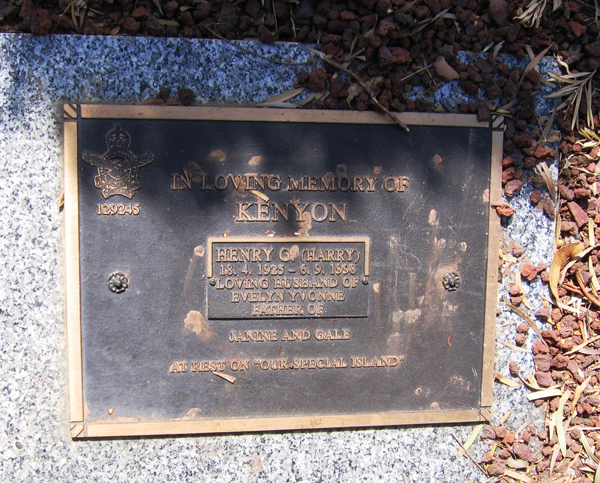 129245
IN LOVING MEMORY OF
KENYON
HENRY G. (HARRY)
18. 4. 1925 – 6. 9. 1998
LOVING HUSBAND OF
EVELYN YVONNE
FATHER OF
JANINE AND GALE
AT REST ON "OUR SPECIAL ISLAND"